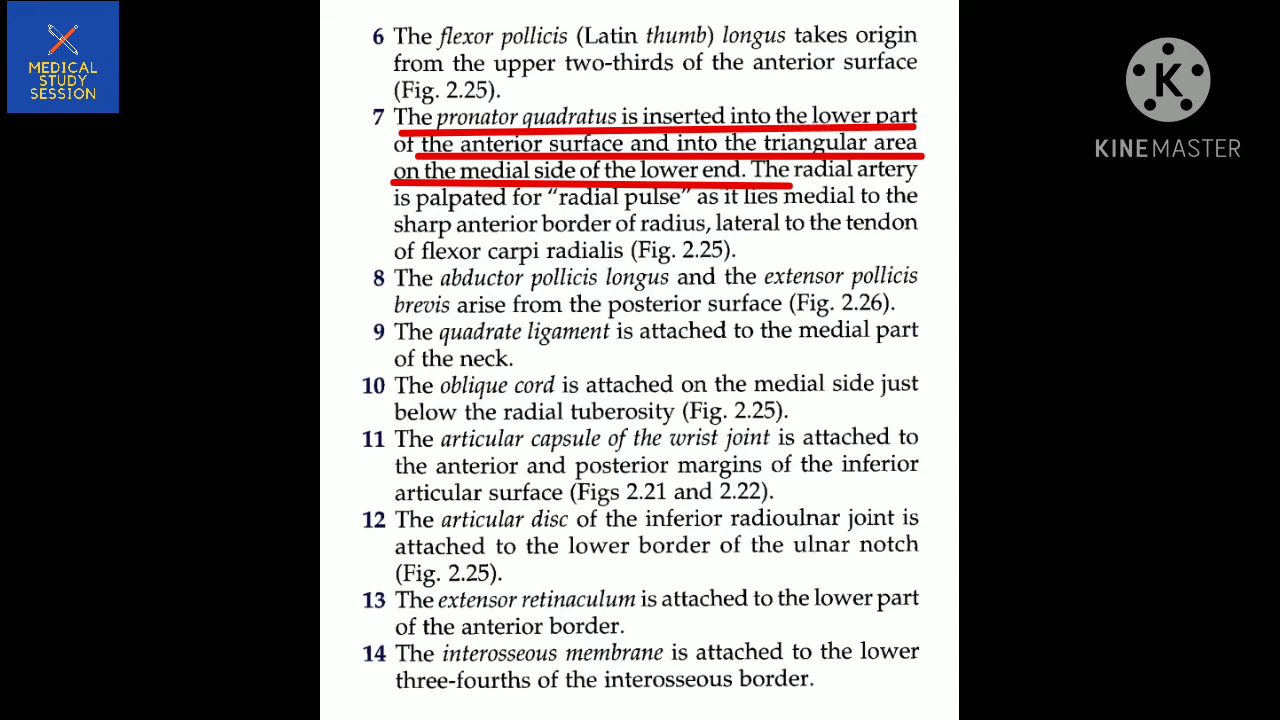 MEDICAL
STUDY
SESSION
K
KINEMASTER
6 The flexor pollicis (Latin thumb) longus takes origin
from the upper two-thirds of the anterior surface
(Fig. 2.25).
7 The pronator quadratus is inserted into the lower part
of the anterior surface and into the triangular area
on the medial side of the lower end. The radial artery
is palpated for “radial pulse” as it lies medial to the
sharp anterior border of radius, lateral to the tendon
of flexor carpi radialis (Fig. 2.25).
8 The abductor pollicis longus and the extensor pollicis
brevis arise from the posterior surface (Fig. 2.26).
9 The quadrate ligament is attached to the medial part
of the neck.
10 The oblique cord is attached on the medial side just
below the radial tuberosity (Fig. 2.25).
11 The articular capsule of the wrist joint is attached to
the anterior and posterior margins of the inferior
articular surface (Figs 2.21 and 2.22).
12 The articular disc of the inferior radioulnar joint is
attached to the lower border of the ulnar notch
(Fig. 2.25).
13 The extensor retinaculum is attached to the lower part
of the anterior border.
14 The interosseous membrane is attached to the lower
three-fourths of the interosseous border.